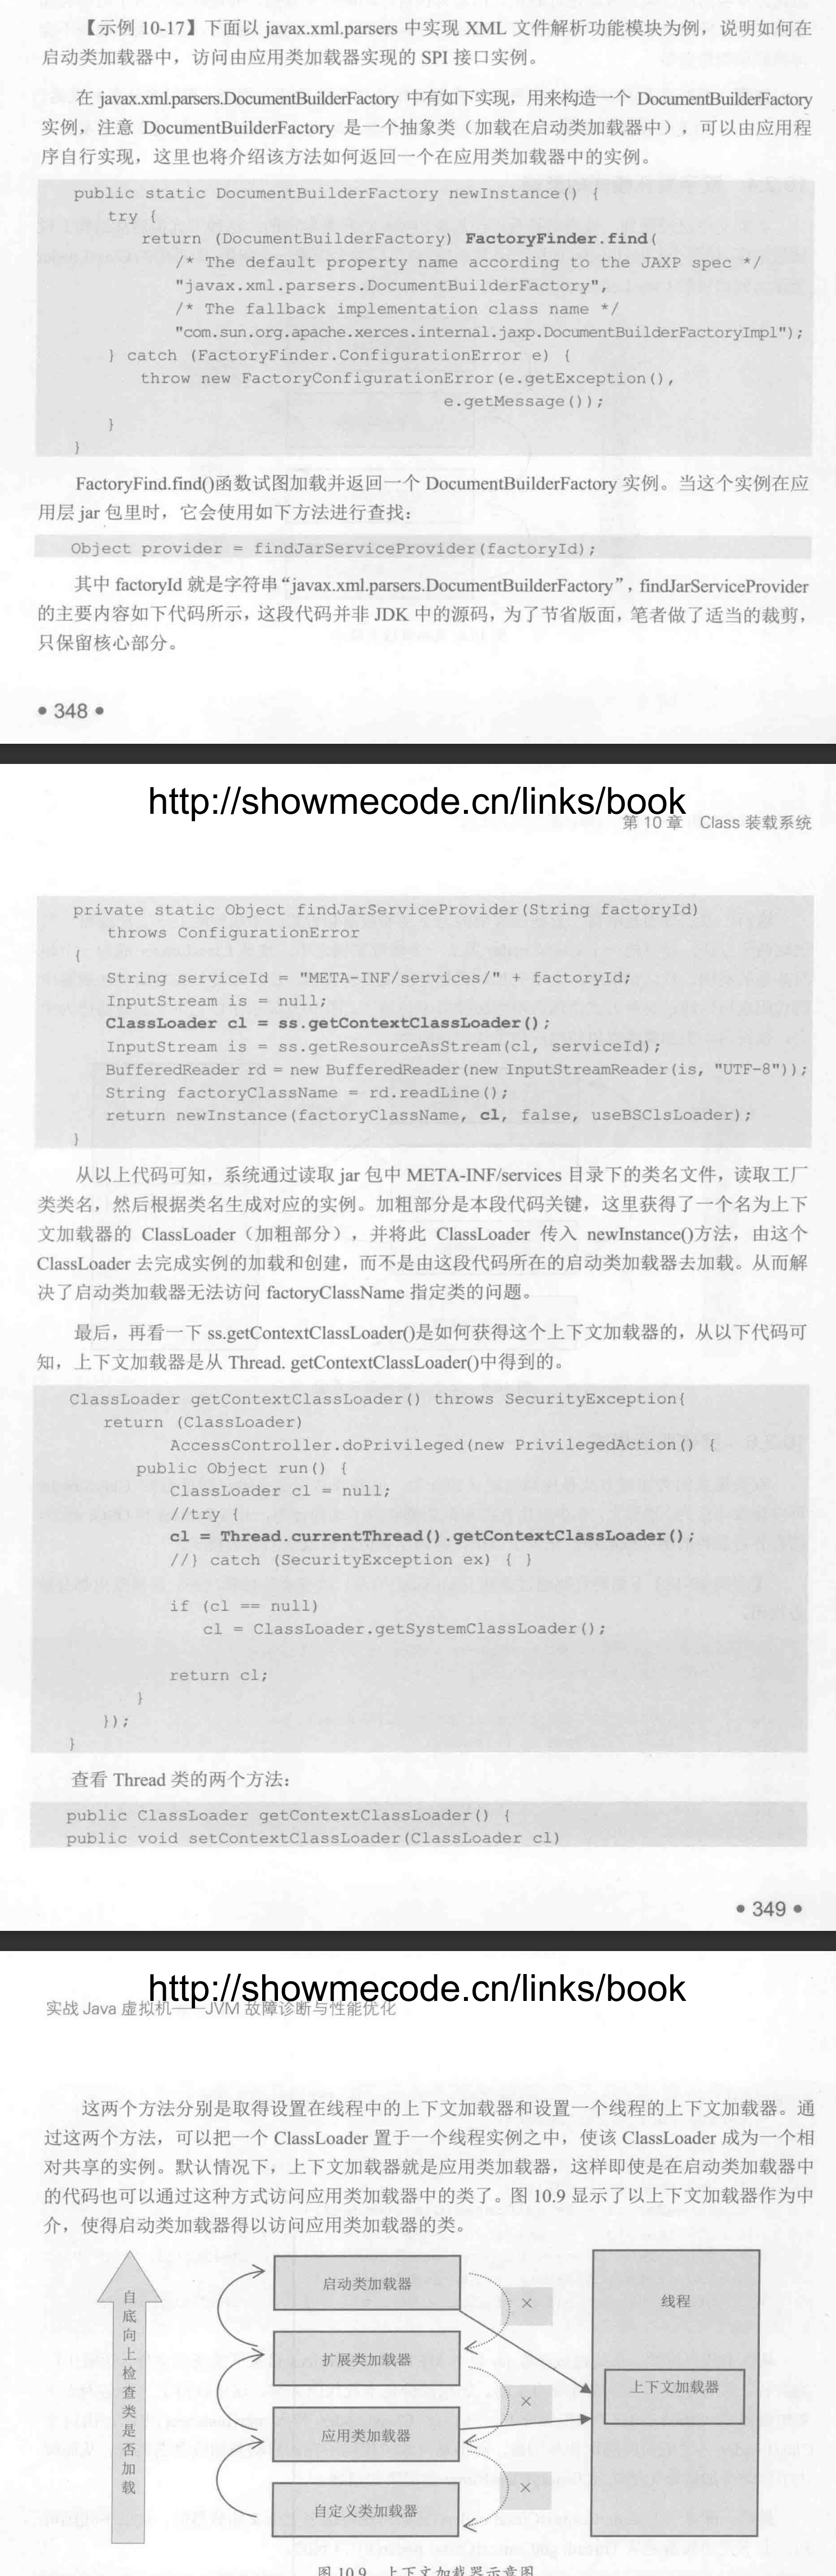 【示例 10-17】下面以 javax.xml.parsers 中实现 XML 文件解析功能模块为例，说明如何在
启动类加载器中，访问由应用类加载器实现的 SPI 接口实例。
在 javax.xml.parsers.DocumentBuilderFactory 中有如下实现，用来构造一个 DocumentBuilderFactory
实例，注意 DocumentBuilderFactory 是一个抽象类（加载在启动类加载器中），可以由应用程
序自行实现，这里也将介绍该方法如何返回一个在应用类加载器中的实例。
public static DocumentBuilderFactory newInstance() {
try {
return (DocumentBuilderFactory) FactoryFinder.find(
/* The default property name according to the JAXP spec */
"javax.xml.parsers.DocumentBuilderFactory",
/* The fallback implementation class name */
"com.sun.org.apache.xerces.internal.jaxp.DocumentBuilderFactoryImpl");
} catch (FactoryFinder.ConfigurationError e) {
throw new FactoryConfigurationError(e.getException(),
e.getMessage());
}
}
FactoryFind.find()函数试图加载并返回一个 DocumentBuilderFactory 实例。当这个实例在应
用层 jar 包里时，它会使用如下方法进行查找：
Object provider = findJarServiceProvider(factoryId);
其中 factoryId 就是字符串“javax.xml.parsers.DocumentBuilderFactory”，findJarServiceProvider
的主要内容如下代码所示，这段代码并非 JDK 中的源码，为了节省版面，笔者做了适当的裁剪，
只保留核心部分。
• 348 •
http://showmecode.cn/links/book
第 10 章 Class 装载系统
private static Object findJarServiceProvider(String factoryId)
throws ConfigurationError
{
String serviceId = "META-INF/services/" + factoryId;
InputStream is = null;
ClassLoader cl = ss.getContextClassLoader();
InputStream is = ss.getResourceAsStream(cl, serviceId);
BufferedReader rd = new BufferedReader(new InputStreamReader(is, "UTF-8"));
String factoryClassName = rd.readLine();
return newInstance(factoryClassName, cl, false, useBSClsLoader);
}
从以上代码可知，系统通过读取 jar 包中 META-INF/services 目录下的类名文件，读取工厂
类类名，然后根据类名生成对应的实例。加粗部分是本段代码关键，这里获得了一个名为上下
文加载器的 ClassLoader（加粗部分），并将此 ClassLoader 传入 newInstance()方法，由这个
ClassLoader 去完成实例的加载和创建，而不是由这段代码所在的启动类加载器去加载。从而解
决了启动类加载器无法访问 factoryClassName 指定类的问题。
最后，再看一下 ss.getContextClassLoader()是如何获得这个上下文加载器的，从以下代码可
知，上下文加载器是从 Thread. getContextClassLoader()中得到的。
ClassLoader getContextClassLoader() throws SecurityException{
return (ClassLoader)
AccessController.doPrivileged(new PrivilegedAction() {
public Object run() {
ClassLoader cl = null;
//try {
cl = Thread.currentThread().getContextClassLoader();
//} catch (SecurityException ex) { }
if (cl == null)
cl = ClassLoader.getSystemClassLoader();
return cl;
}
});
}
查看 Thread 类的两个方法：
public ClassLoader getContextClassLoader() {
public void setContextClassLoader(ClassLoader cl)
• 349 •
http://showmecode.cn/links/book
实战 Java 虚拟机——JVM 故障诊断与性能优化
这两个方法分别是取得设置在线程中的上下文加载器和设置一个线程的上下文加载器。通
过这两个方法，可以把一个 ClassLoader 置于一个线程实例之中，使该 ClassLoader 成为一个相
对共享的实例。默认情况下，上下文加载器就是应用类加载器，这样即使是在启动类加载器中
的代码也可以通过这种方式访问应用类加载器中的类了。图 10.9 显示了以上下文加载器作为中
介，使得启动类加载器得以访问应用类加载器的类。
自底向上检查类是否加载
启动类加载器
×
线程
扩展类加载器
上下文加载器
×
应用类加载器
×
自定义类加载器
图 10.9 上下文加载器示意图